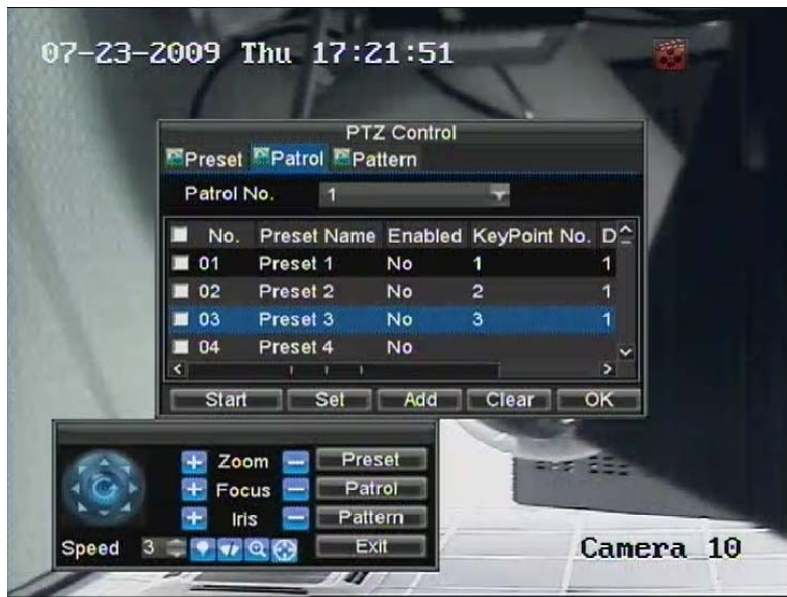 07-23-2009 Thu 17:21:51
PTZ Control
Preset Patrol Pattern
Patrol No. 1
No. Preset Name Enabled KeyPoint No. D
01 Preset 1 No 1 1
02 Preset 2 No 2 1
03 Preset 3 No 3 1
04 Preset 4 No
Start Set Add Clear OK
Zoom Preset
Focus Patrol
Iris Pattern
Speed 3 Exit
Camera 10